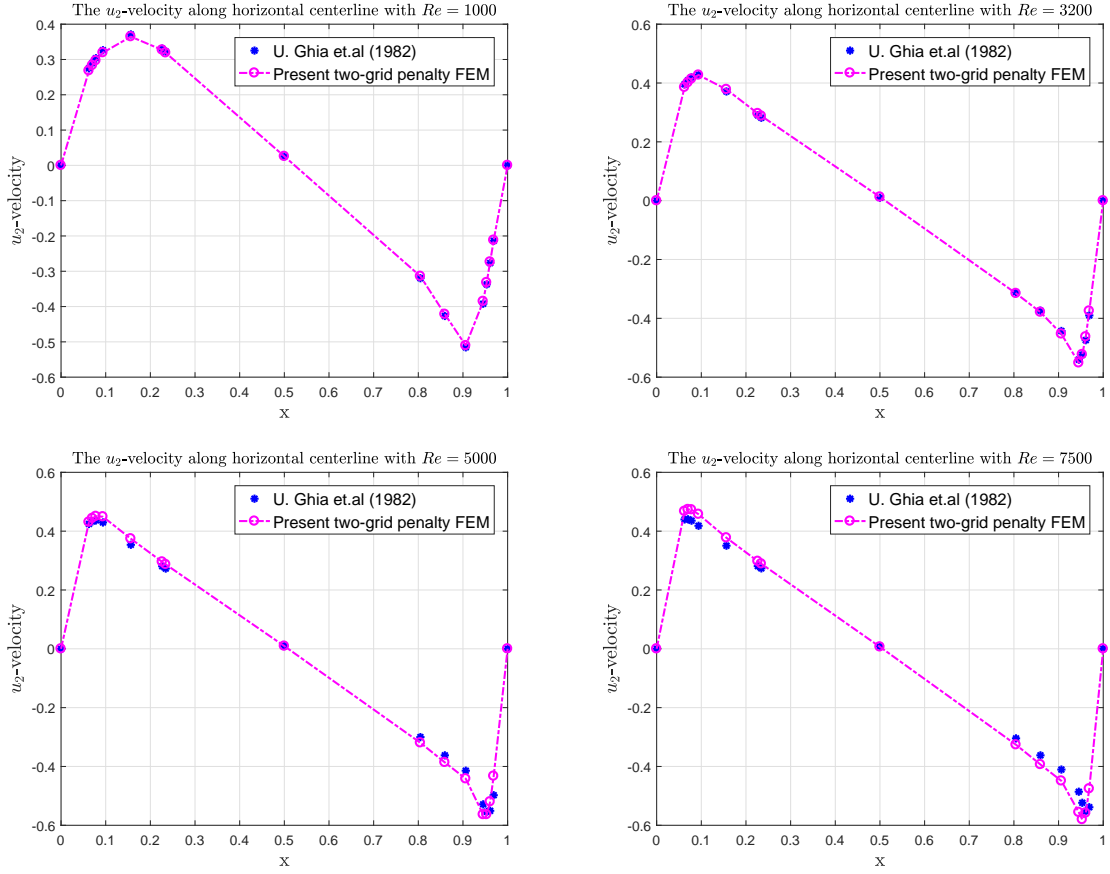 The u₂-velocity along horizontal centerline with Re = 1000
U. Ghia et.al (1982)
Present two-grid penalty FEM
0.4
0.3
0.2
0.1
0
-0.1
-0.2
-0.3
-0.4
-0.5
-0.6
u₂-velocity
0 0.1 0.2 0.3 0.4 0.5 0.6 0.7 0.8 0.9 1
x
The u₂-velocity along horizontal centerline with Re = 3200
U. Ghia et.al (1982)
Present two-grid penalty FEM
0.6
0.4
0.2
0
-0.2
-0.4
-0.6
u₂-velocity
0 0.1 0.2 0.3 0.4 0.5 0.6 0.7 0.8 0.9 1
x
The u₂-velocity along horizontal centerline with Re = 5000
U. Ghia et.al (1982)
Present two-grid penalty FEM
0.6
0.4
0.2
0
-0.2
-0.4
-0.6
u₂-velocity
0 0.1 0.2 0.3 0.4 0.5 0.6 0.7 0.8 0.9 1
x
The u₂-velocity along horizontal centerline with Re = 7500
U. Ghia et.al (1982)
Present two-grid penalty FEM
0.6
0.4
0.2
0
-0.2
-0.4
-0.6
u₂-velocity
0 0.1 0.2 0.3 0.4 0.5 0.6 0.7 0.8 0.9 1
x